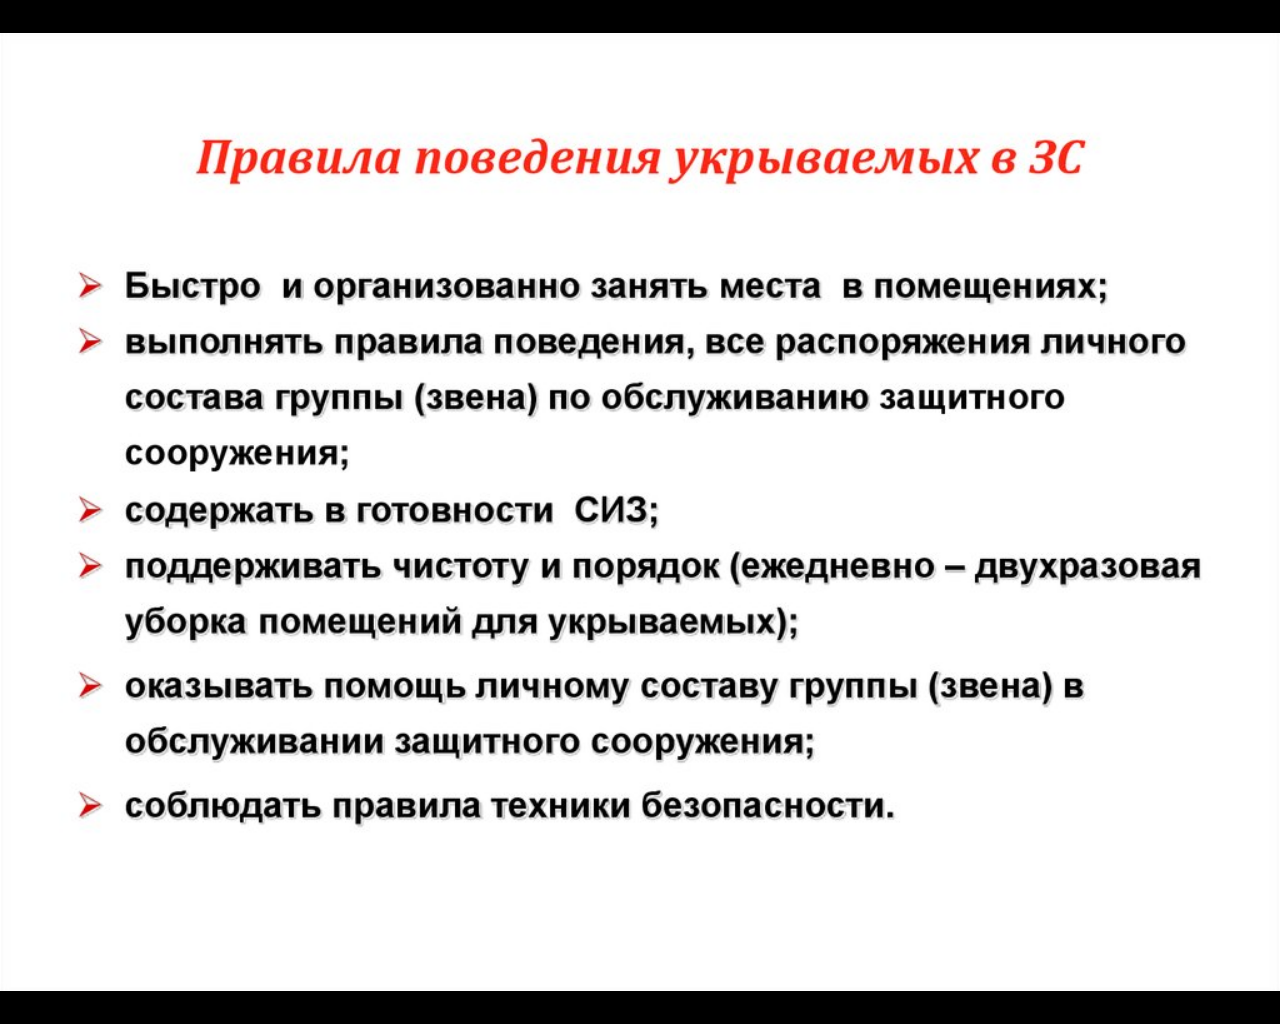 Правила поведения укрываемых в ЗС
Быстро и организованно занять места в помещениях;
выполнять правила поведения, все распоряжения личного
состава группы (звена) по обслуживанию защитного
сооружения;
содержать в готовности СИЗ;
поддерживать чистоту и порядок (ежедневно – двухразовая
уборка помещений для укрываемых);
оказывать помощь личному составу группы (звена) в
обслуживании защитного сооружения;
соблюдать правила техники безопасности.